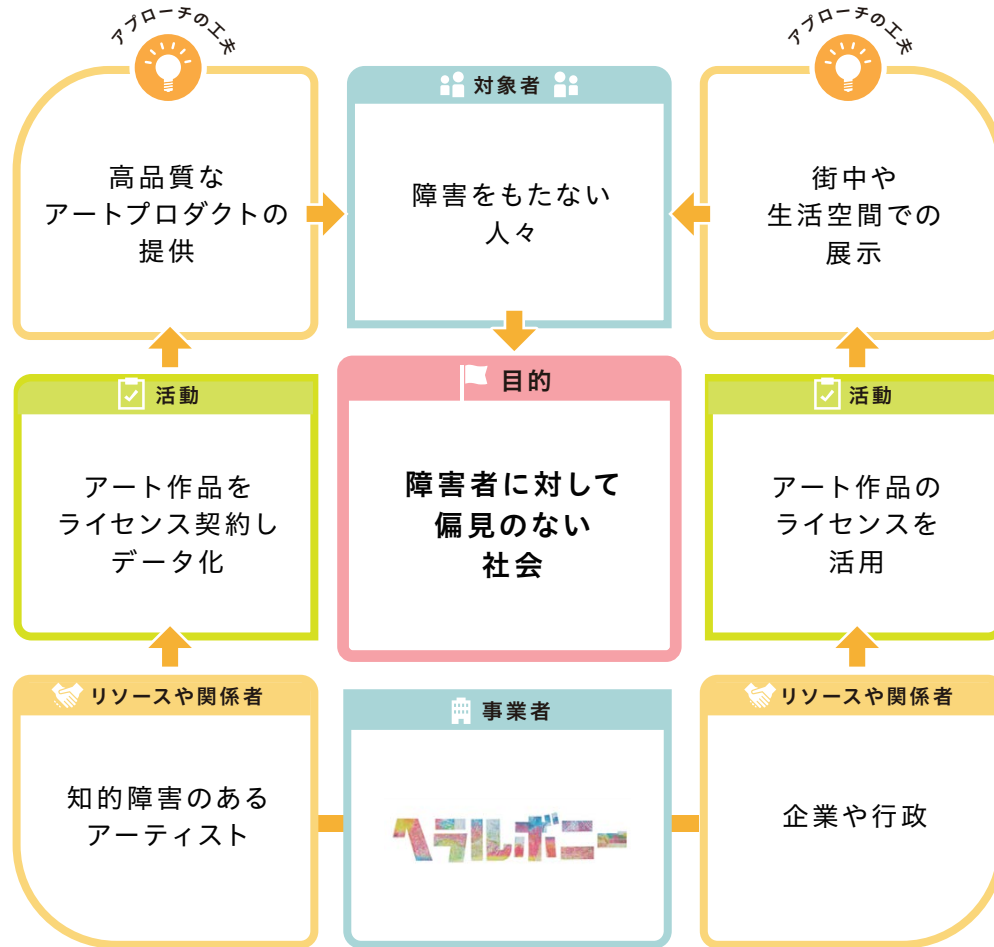 アプローチの工夫
高品質な
アートプロダクトの
提供
対象者
障害をもたない
人々
アプローチの工夫
街中や
生活空間での
展示
活動
アート作品を
ライセンス契約し
データ化
目的
障害者に対して
偏見のない
社会
活動
アート作品の
ライセンスを
活用
リソースや関係者
知的障害のある
アーティスト
事業者
ヘラルボニー
リソースや関係者
企業や行政